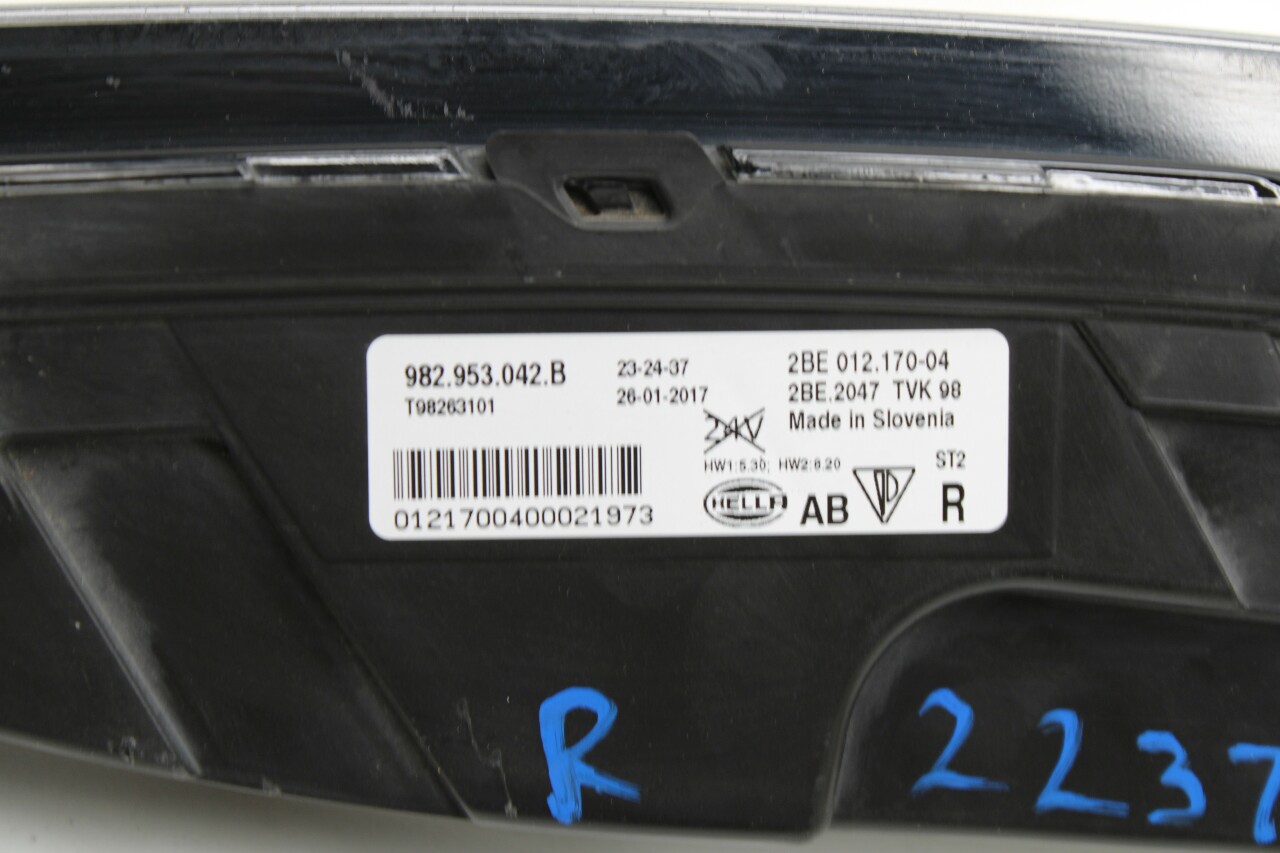 982.953.042.B
T98263101
23-24-37
26-01-2017
2BE 012.170-04
2BE.2047 TVK 98
Made in Slovenia
24V
HW1:5.30; HW2:6.20
ST2
0121700400021973
HELLA
AB
PD
R
R
2237